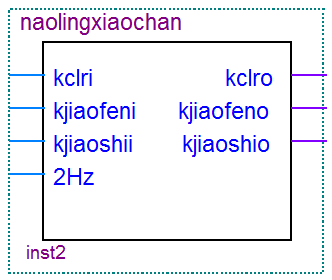 naolingxiaochan
kclri kclro
kjiaofeni kjiaofeno
kjiaoshii kjiaoshio
2Hz
inst2